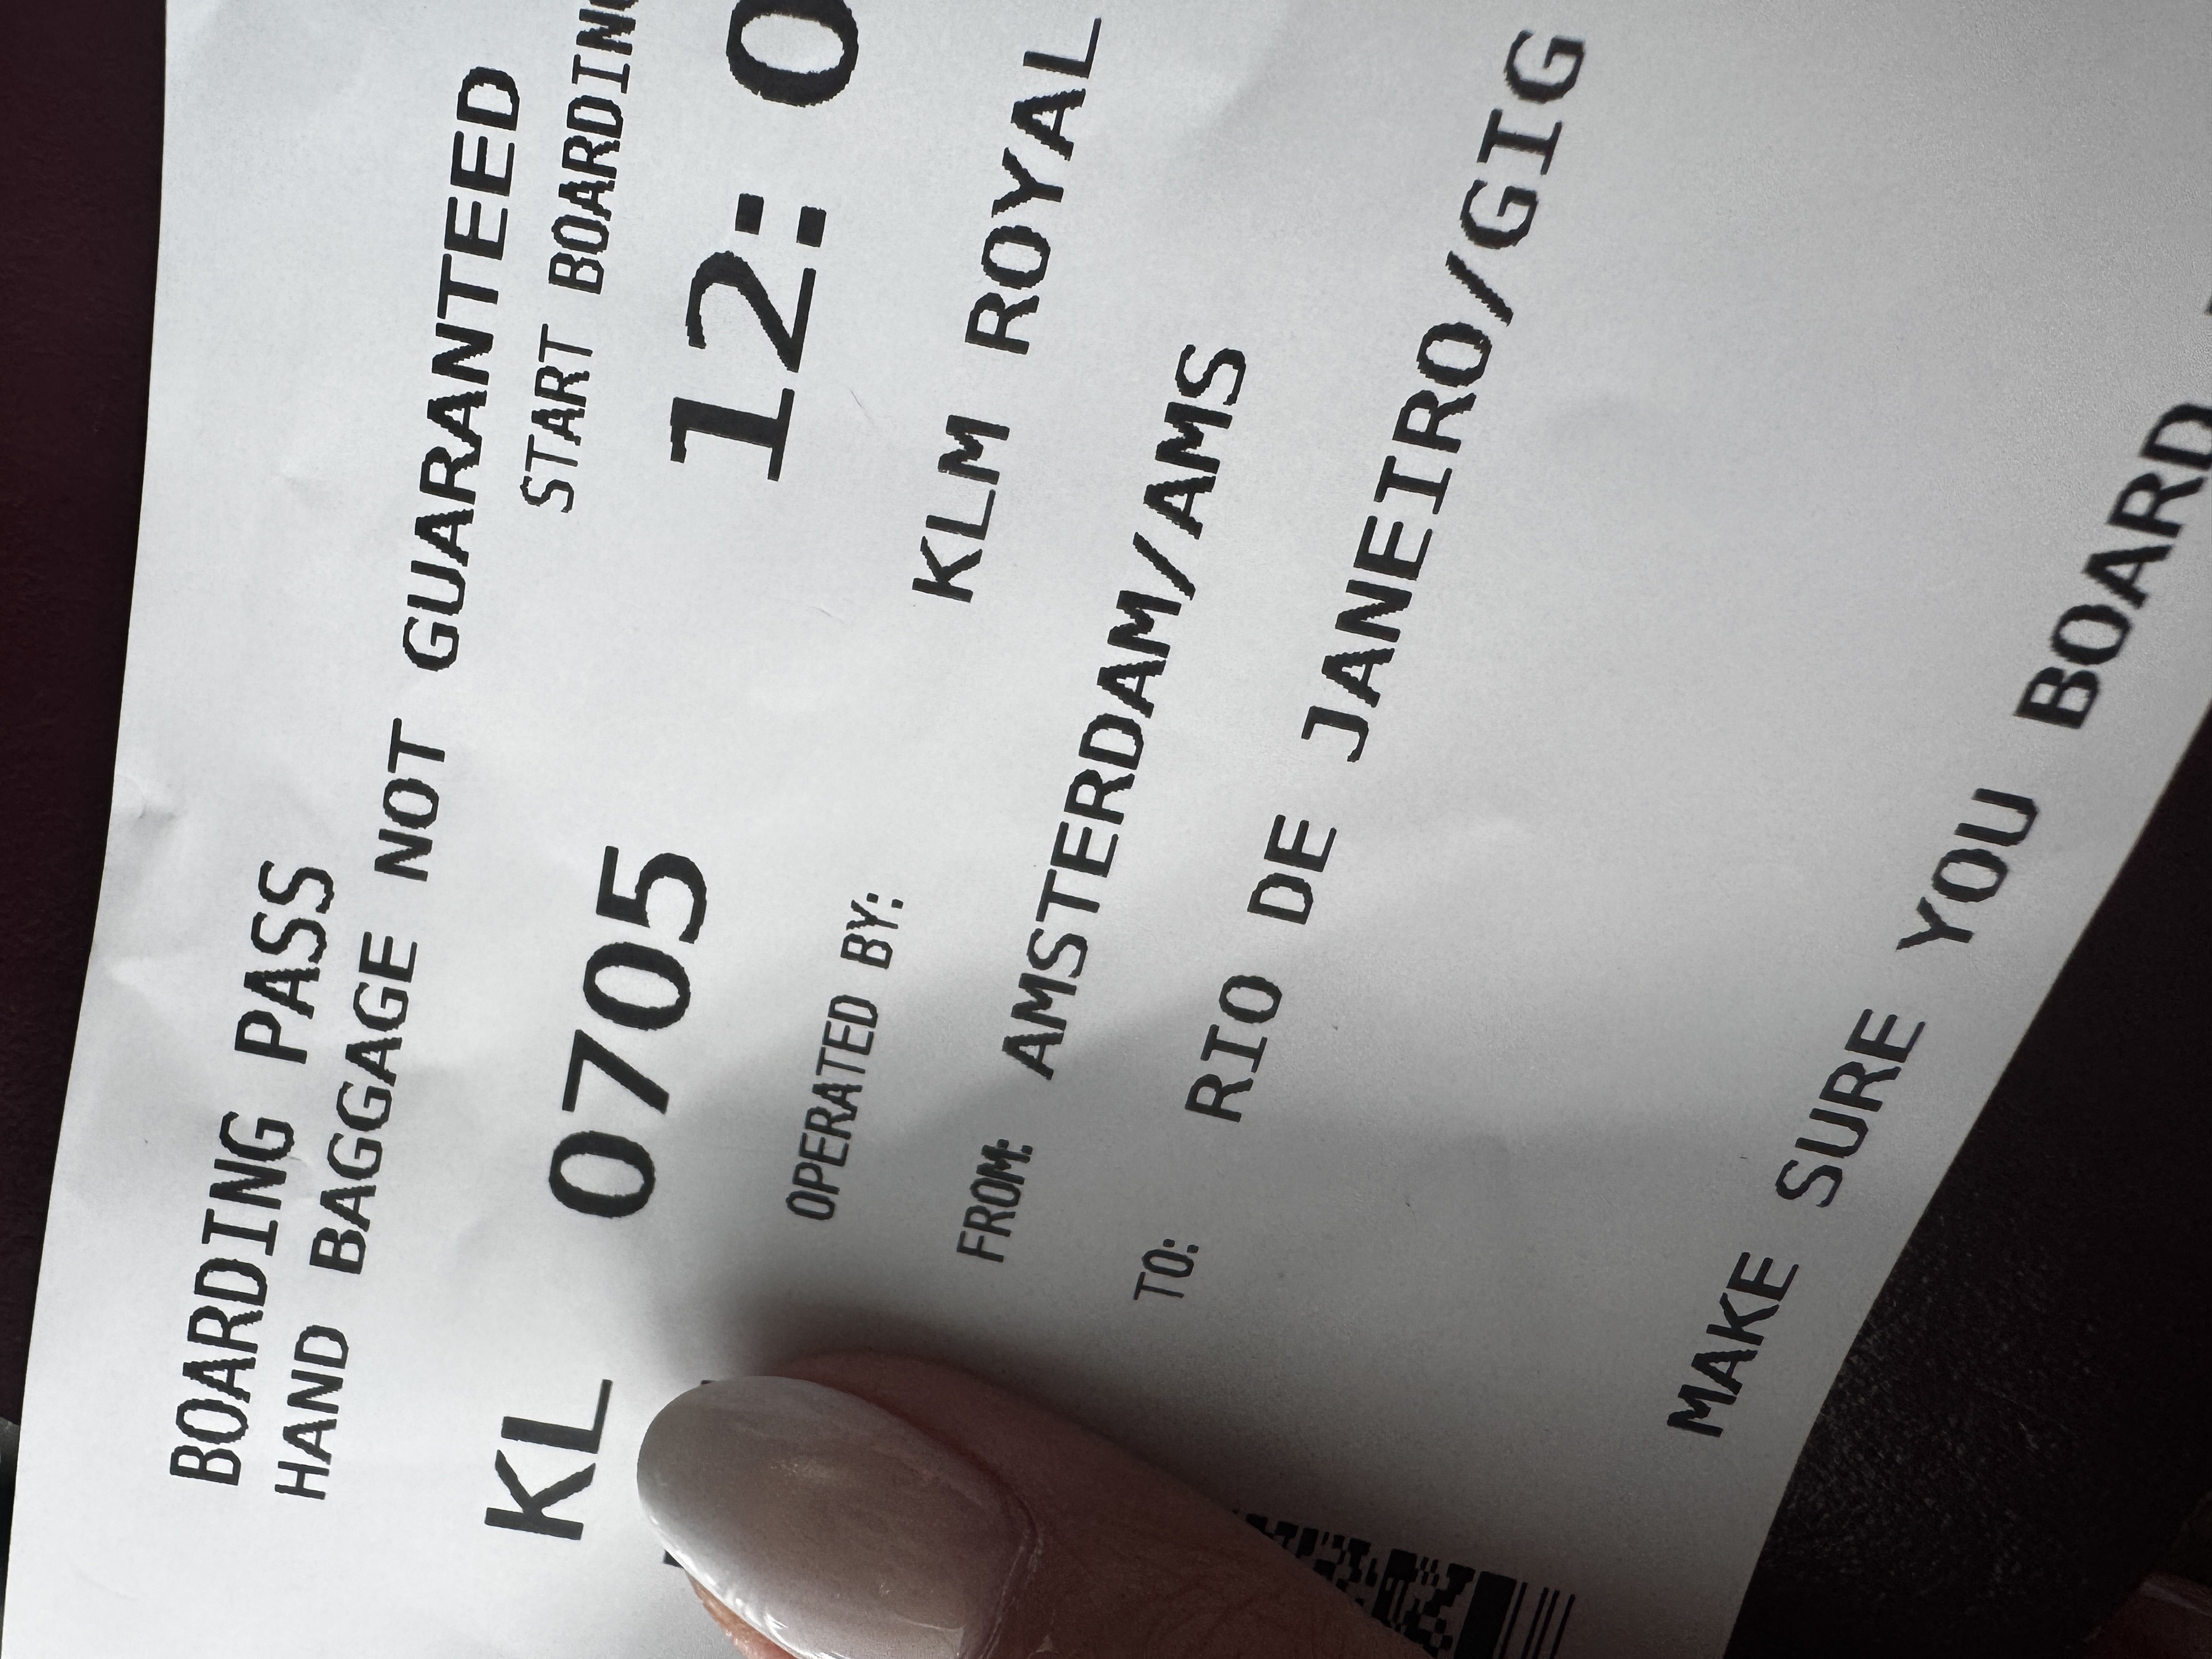 BOARDING PASS
HAND BAGGAGE NOT GUARANTEED
START BOARDING
KL 0705
12:0
OPERATED BY: KLM ROYAL
FROM: AMSTERDAM/AMS
TO: RIO DE JANEIRO/GIG
MAKE SURE YOU BOARD